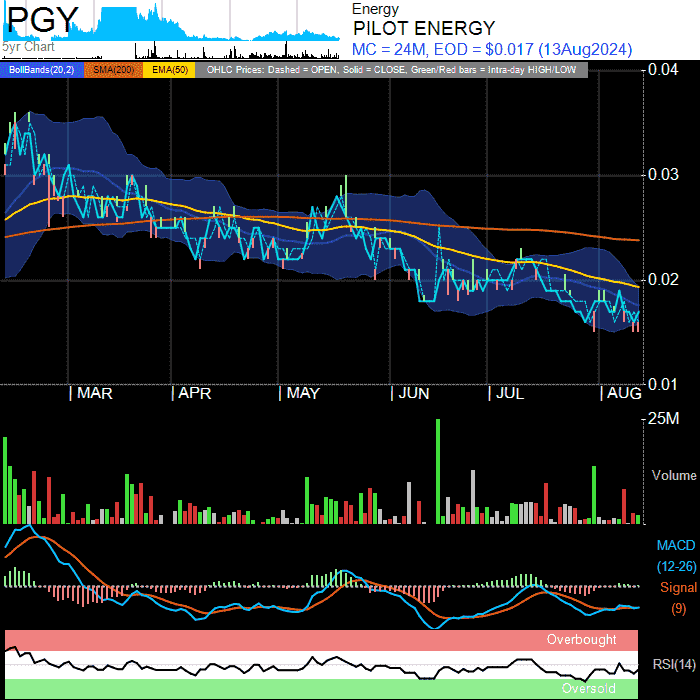 PGY
5yr Chart
Energy
PILOT ENERGY
MC = 24M, EOD = $0.017 (13Aug2024)
BollBands(20,2) SMA(200) EMA(50) OHLC Prices: Dashed = OPEN, Solid = CLOSE, Green/Red bars = Intra-day HIGH/LOW
0.04
0.03
0.02
0.01
| MAR | APR | MAY | JUN | JUL | AUG
25M
Volume
0
MACD
(12-26)
Signal
(9)
Overbought
RSI(14)
Oversold